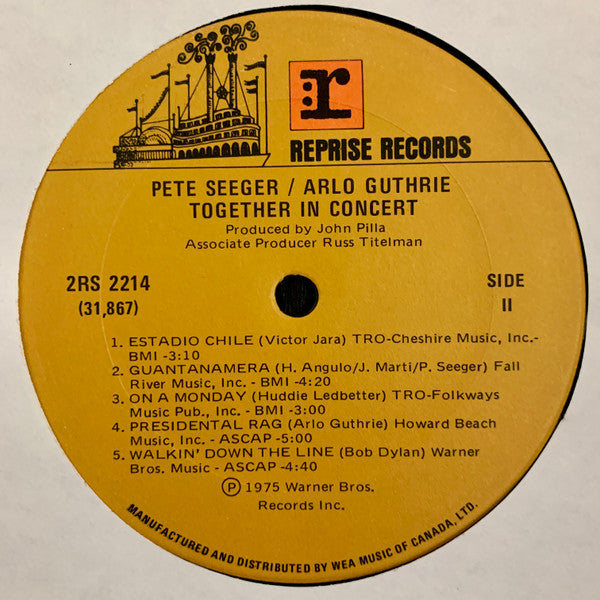 r
REPRISE RECORDS
PETE SEEGER / ARLO GUTHRIE
TOGETHER IN CONCERT
Produced by John Pilla
Associate Producer Russ Titelman
2RS 2214
(31,867)
SIDE
II
1. ESTADIO CHILE (Victor Jara) TRO-Cheshire Music, Inc.-
BMI -3:10
2. GUANTANAMERA (H. Angulo/J. Marti/P. Seeger) Fall
River Music, Inc. - BMI -4:20
3. ON A MONDAY (Huddie Ledbetter) TRO-Folkways
Music Pub., Inc. - BMI -3:00
4. PRESIDENTAL RAG (Arlo Guthrie) Howard Beach
Music, Inc. - ASCAP -5:00
5. WALKIN' DOWN THE LINE (Bob Dylan) Warner
Bros. Music - ASCAP -4:40
Ⓟ 1975 Warner Bros.
Records Inc.
MANUFACTURED AND DISTRIBUTED BY WEA MUSIC OF CANADA, LTD.